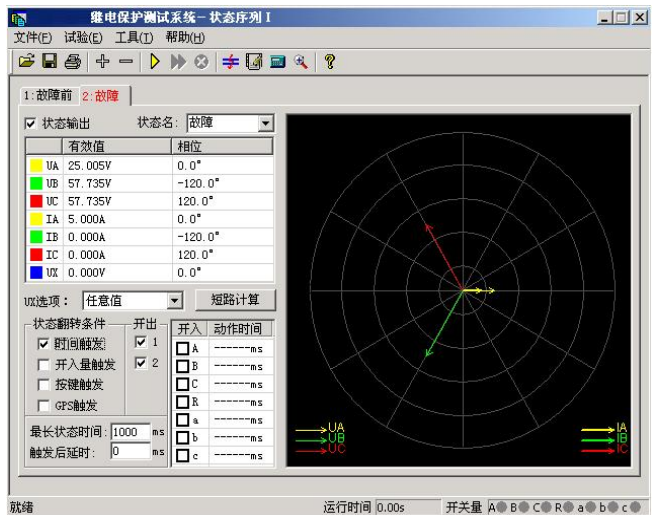 继电保护测试系统－状态序列 I
文件(F) 试验(E) 工具(T) 帮助(H)
1:故障前 2:故障
状态输出 状态名: 故障
有效值 相位
UA 25.005V 0.0°
UB 57.735V -120.0°
UC 57.735V 120.0°
IA 5.000A 0.0°
IB 0.000A -120.0°
IC 0.000A 120.0°
UX 0.000V 0.0°
UX选项: 任意值 短路计算
状态翻转条件 开出 开入 动作时间
时间触发 1 A ------ms
开入量触发 2 B ------ms
按键触发 C ------ms
GPS触发 R ------ms
a ------ms
最长状态时间: 1000 ms b ------ms
触发后延时: 0 ms c ------ms
UA IA
UB IB
UC IC
就绪 运行时间 0.00s 开关量 A B C R a b c